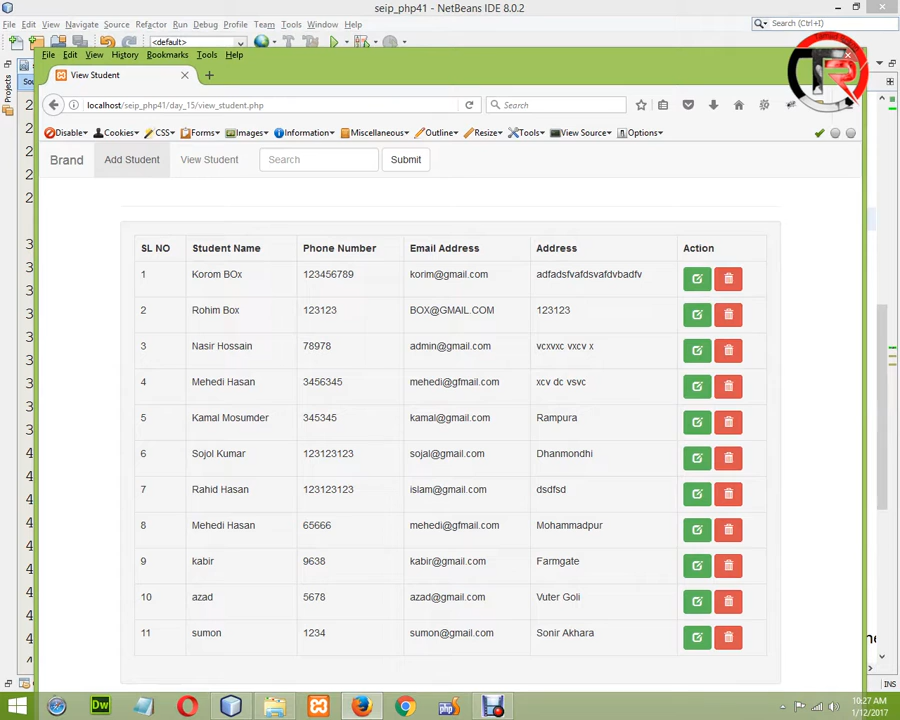 seip_php41 - NetBeans IDE 8.0.2
File Edit View Navigate Source Refactor Run Debug Profile Team Tools Window Help
Search (Ctrl+I)
<default>
File Edit View History Bookmarks Tools Help
View Student
localhost/seip_php41/day_15/view_student.php
Search
Disable Cookies CSS Forms Images Information Miscellaneous Outline Resize Tools View Source Options
Brand Add Student View Student Search Submit
SL NO Student Name Phone Number Email Address Address Action
1 Korom BOx 123456789 korim@gmail.com adfadsfvafdsvafdvbadfv
2 Rohim Box 123123 BOX@GMAIL.COM 123123
3 Nasir Hossain 78978 admin@gmail.com vcxvxc vxcv x
4 Mehedi Hasan 3456345 mehedi@gfmail.com xcv dc vsvc
5 Kamal Mosumder 345345 kamal@gmail.com Rampura
6 Sojol Kumar 123123123 sojal@gmail.com Dhanmondhi
7 Rahid Hasan 123123123 islam@gmail.com dsdfsd
8 Mehedi Hasan 65666 mehedi@gfmail.com Mohammadpur
9 kabir 9638 kabir@gmail.com Farmgate
10 azad 5678 azad@gmail.com Vuter Goli
11 sumon 1234 sumon@gmail.com Sonir Akhara
Projects
INS
Dw
php
10:27 AM
1/12/2017